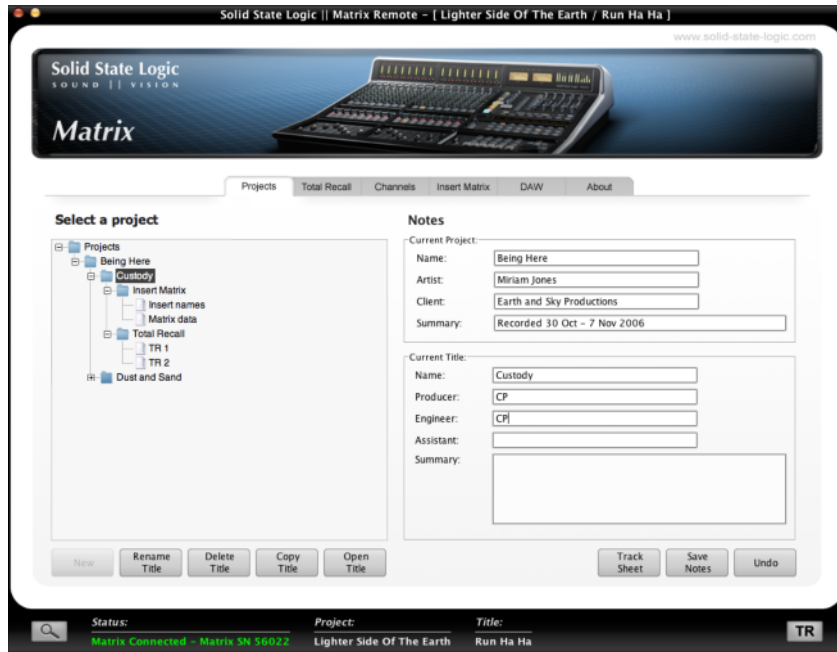 Solid State Logic || Matrix Remote – [ Lighter Side Of The Earth / Run Ha Ha ]
www.solid-state-logic.com
Solid State Logic
SOUND || VISION
Matrix
Projects Total Recall Channels Insert Matrix DAW About
Select a project
Projects
Being Here
Custody
Insert Matrix
Insert names
Matrix data
Total Recall
TR 1
TR 2
Dust and Sand
New
Rename Title
Delete Title
Copy Title
Open Title
Notes
Current Project:
Name: Being Here
Artist: Miriam Jones
Client: Earth and Sky Productions
Summary: Recorded 30 Oct – 7 Nov 2006
Current Title:
Name: Custody
Producer: CP
Engineer: CP
Assistant:
Summary:
Track Sheet
Save Notes
Undo
Status: Project: Title:
Matrix Connected – Matrix SN 56022 Lighter Side Of The Earth Run Ha Ha
TR